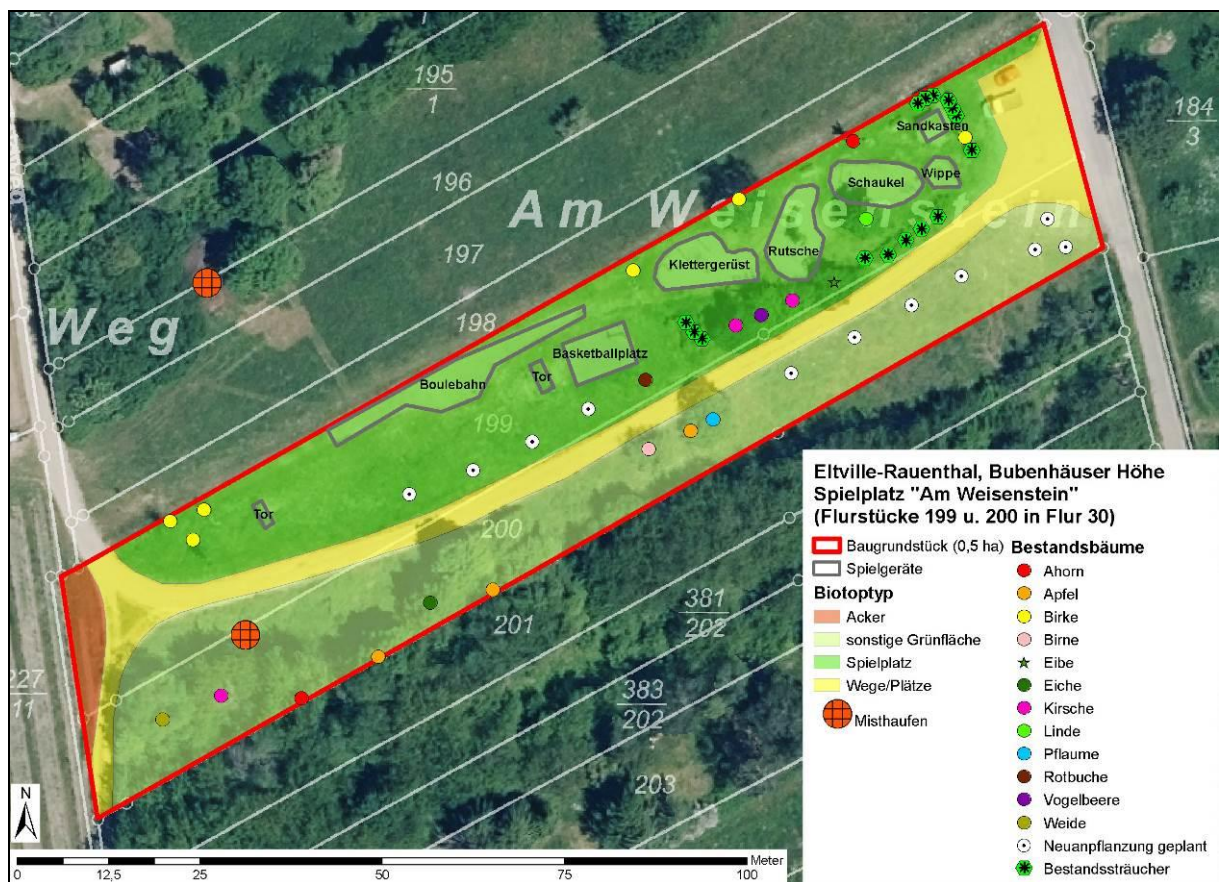 195
1
184
3
196
Am Weisenstein
197
Weg
198
199
200
201
381
202
383
202
203
227
11
Sandkasten
Wippe
Schaukel
Rutsche
Klettergerüst
Basketballplatz
Tor
Boulebahn
Tor
Eltville-Rauenthal, Bubenhäuser Höhe
Spielplatz "Am Weisenstein"
(Flurstücke 199 u. 200 in Flur 30)
Baugrundstück (0,5 ha)
Spielgeräte
Biotoptyp
Acker
sonstige Grünfläche
Spielplatz
Wege/Plätze
Misthaufen
Bestandsbäume
Ahorn
Apfel
Birke
Birne
Eibe
Eiche
Kirsche
Linde
Pflaume
Rotbuche
Vogelbeere
Weide
Neuanpflanzung geplant
Bestandssträucher
N
Meter
0 12,5 25 50 75 100